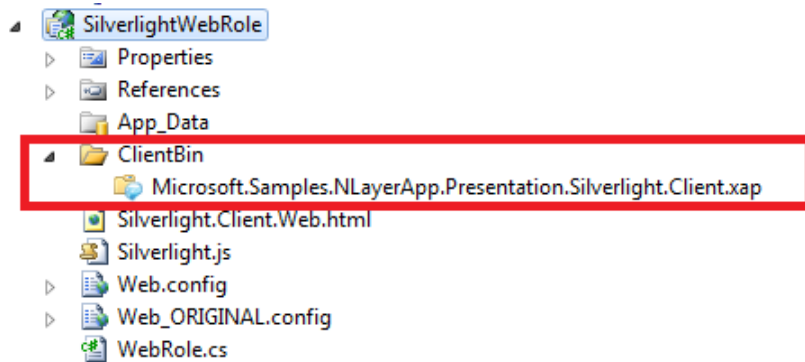 SilverlightWebRole
Properties
References
App_Data
ClientBin
Microsoft.Samples.NLayerApp.Presentation.Silverlight.Client.xap
Silverlight.Client.Web.html
Silverlight.js
Web.config
Web_ORIGINAL.config
WebRole.cs